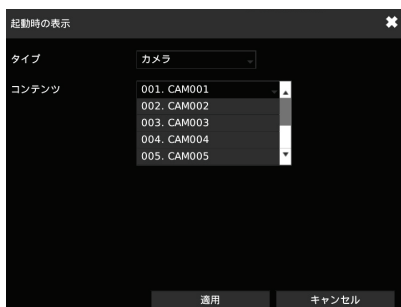 起動時の表示
タイプ カメラ
コンテンツ 001. CAM001
002. CAM002
003. CAM003
004. CAM004
005. CAM005
適用 キャンセル